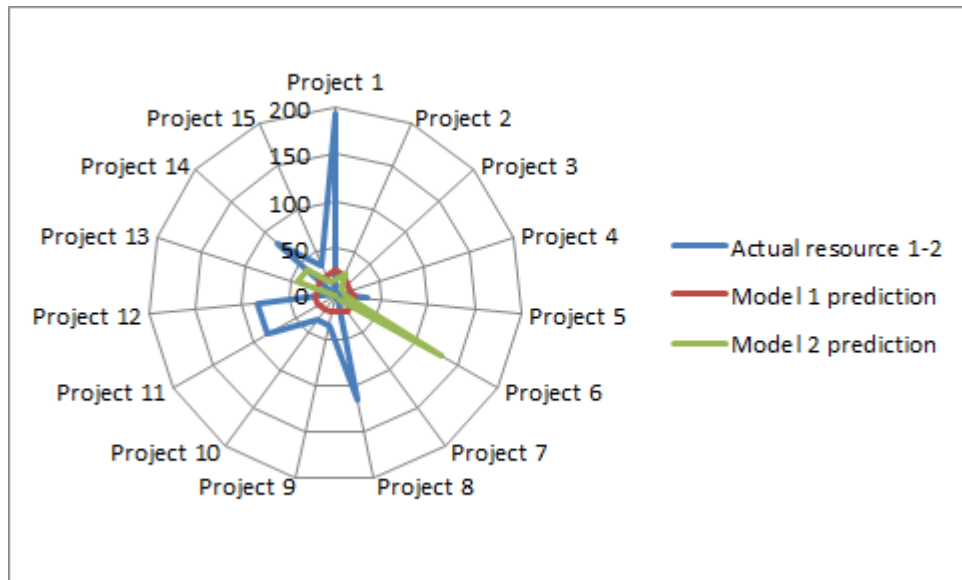 Project 1
Project 2
Project 3
Project 4
Project 5
Project 6
Project 7
Project 8
Project 9
Project 10
Project 11
Project 12
Project 13
Project 14
Project 15
200
150
100
50
0
Actual resource 1-2
Model 1 prediction
Model 2 prediction